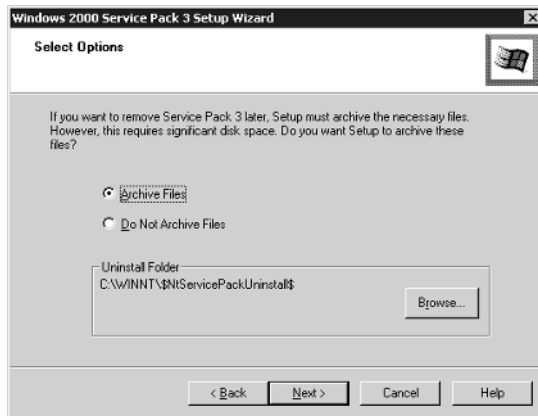 Windows 2000 Service Pack 3 Setup Wizard
Select Options
If you want to remove Service Pack 3 later, Setup must archive the necessary files.
However, this requires significant disk space. Do you want Setup to archive these
files?
Archive Files
Do Not Archive Files
Uninstall Folder
C:\WINNT\$NtServicePackUninstall$
Browse...
< Back Next > Cancel Help